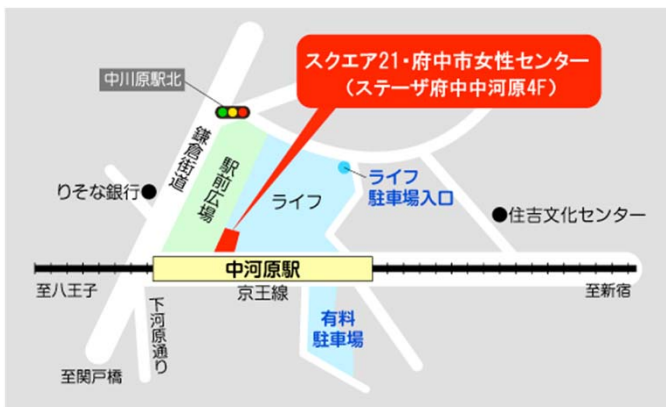 スクエア21・府中市女性センター
（ステーザ府中中河原4F）
中川原駅北
鎌倉街道
駅前広場
りそな銀行
ライフ
ライフ
駐車場入口
住吉文化センター
中河原駅
至八王子
京王線
至新宿
下河原通り
有料
駐車場
至関戸橋